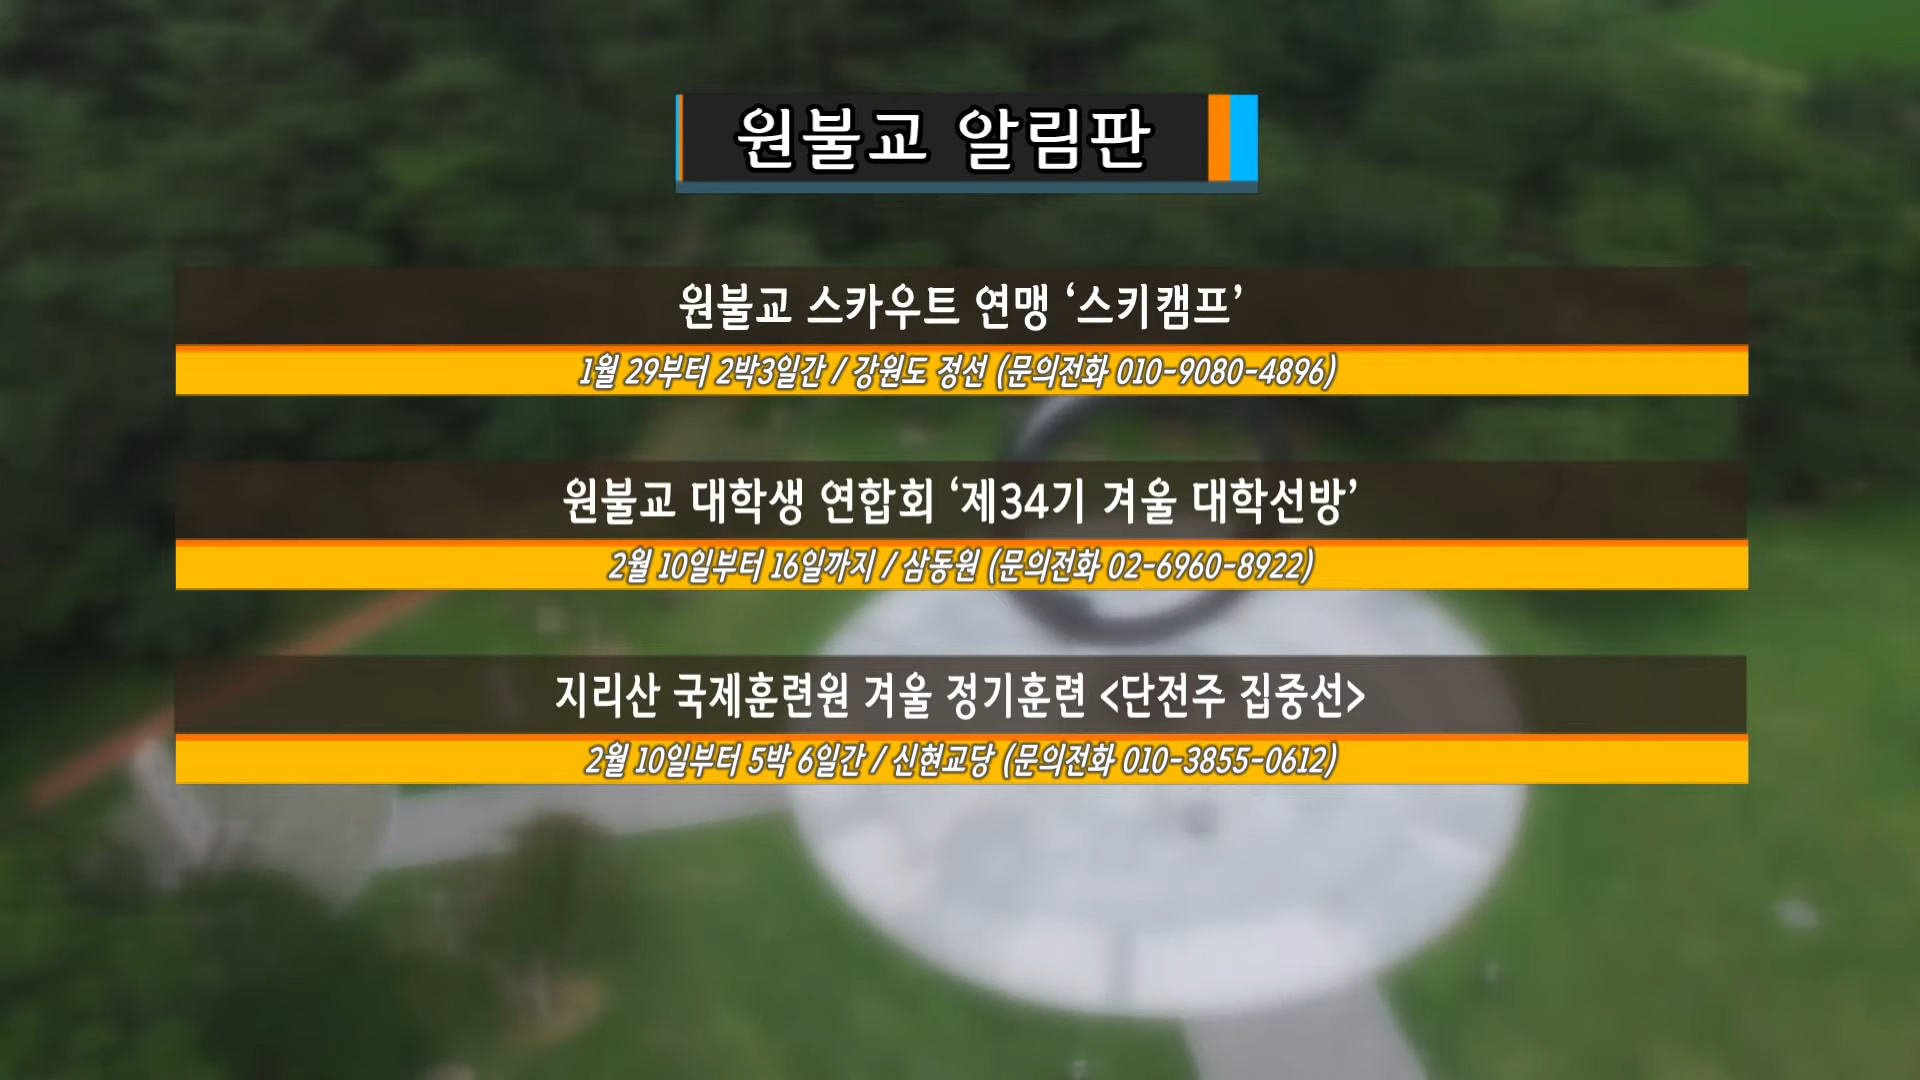 원불교 알림판
원불교 스카우트 연맹 ‘스키캠프’
1월 29부터 2박3일간 / 강원도 정선 (문의전화 010-9080-4896)
원불교 대학생 연합회 ‘제34기 겨울 대학선방’
2월 10일부터 16일까지 / 삼동원 (문의전화 02-6960-8922)
지리산 국제훈련원 겨울 정기훈련 <단전주 집중선>
2월 10일부터 5박 6일간 / 신현교당 (문의전화 010-3855-0612)